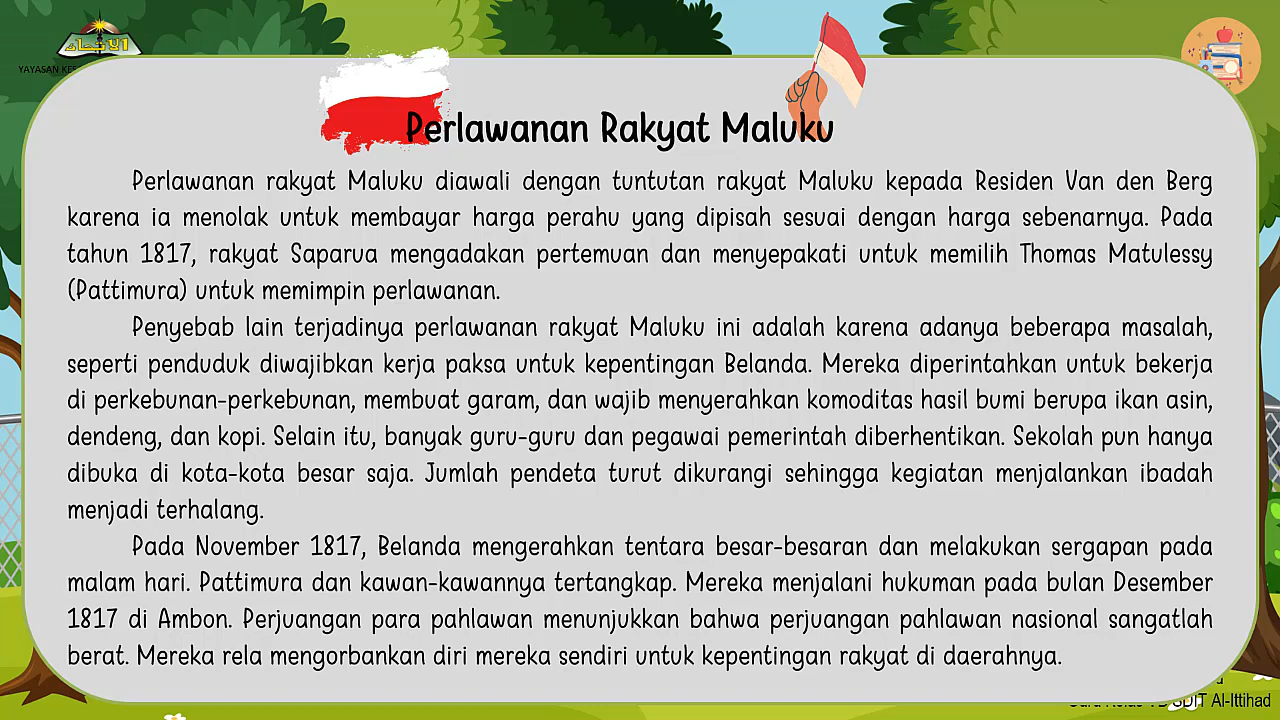 الاتحاد
YAYASAN
Perlawanan Rakyat Maluku
Perlawanan rakyat Maluku diawali dengan tuntutan rakyat Maluku kepada Residen Van den Berg
karena ia menolak untuk membayar harga perahu yang dipisah sesuai dengan harga sebenarnya. Pada
tahun 1817, rakyat Saparua mengadakan pertemuan dan menyepakati untuk memilih Thomas Matulessy
(Pattimura) untuk memimpin perlawanan.
Penyebab lain terjadinya perlawanan rakyat Maluku ini adalah karena adanya beberapa masalah,
seperti penduduk diwajibkan kerja paksa untuk kepentingan Belanda. Mereka diperintahkan untuk bekerja
di perkebunan-perkebunan, membuat garam, dan wajib menyerahkan komoditas hasil bumi berupa ikan asin,
dendeng, dan kopi. Selain itu, banyak guru-guru dan pegawai pemerintah diberhentikan. Sekolah pun hanya
dibuka di kota-kota besar saja. Jumlah pendeta turut dikurangi sehingga kegiatan menjalankan ibadah
menjadi terhalang.
Pada November 1817, Belanda mengerahkan tentara besar-besaran dan melakukan sergapan pada
malam hari. Pattimura dan kawan-kawannya tertangkap. Mereka menjalani hukuman pada bulan Desember
1817 di Ambon. Perjuangan para pahlawan menunjukkan bahwa perjuangan pahlawan nasional sangatlah
berat. Mereka rela mengorbankan diri mereka sendiri untuk kepentingan rakyat di daerahnya.
SDIT Al-Ittihad